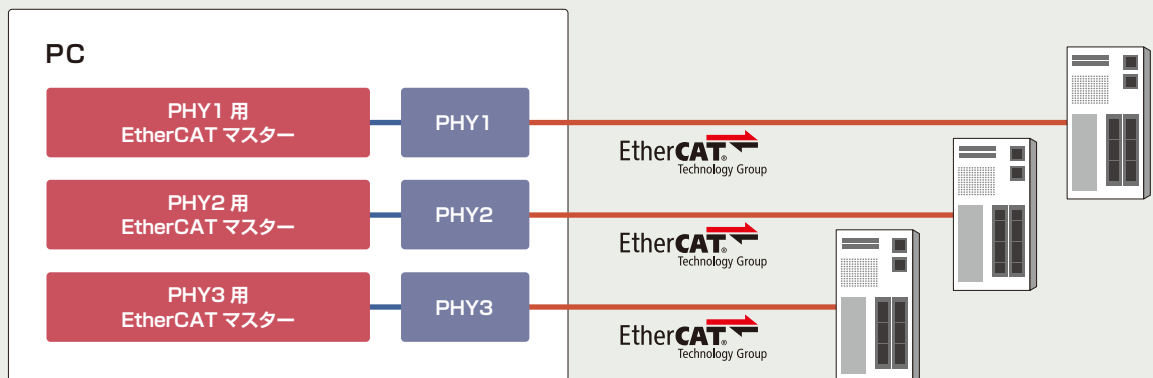 PC
PHY1 用
EtherCAT マスター
PHY1
EtherCAT®
Technology Group
PHY2 用
EtherCAT マスター
PHY2
EtherCAT®
Technology Group
PHY3 用
EtherCAT マスター
PHY3
EtherCAT®
Technology Group